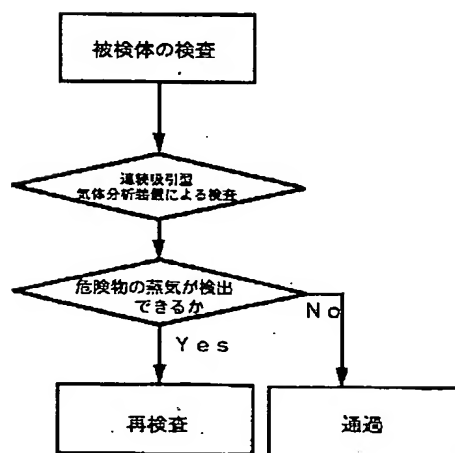 被検体の検査
連続吸引型
気体分析装置による検査
危険物の蒸気が検出
できるか
No
Yes
再検査
通過